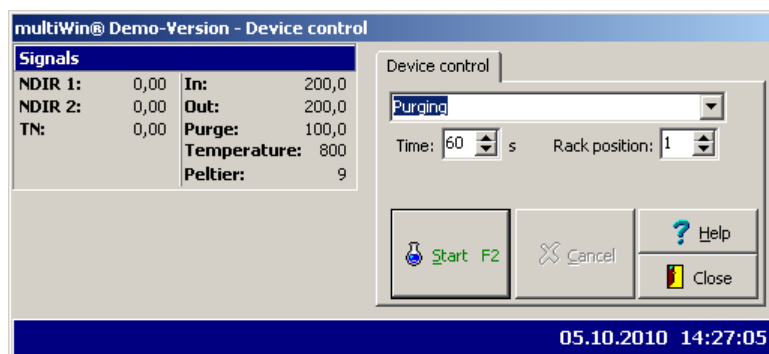 multiWin® Demo-Version - Device control
Signals
NDIR 1: 0,00
NDIR 2: 0,00
TN: 0,00
In: 200,0
Out: 200,0
Purge: 100,0
Temperature: 800
Peltier: 9
Device control
Purging
Time: 60 s Rack position: 1
Start F2
Cancel
Help
Close
05.10.2010 14:27:05